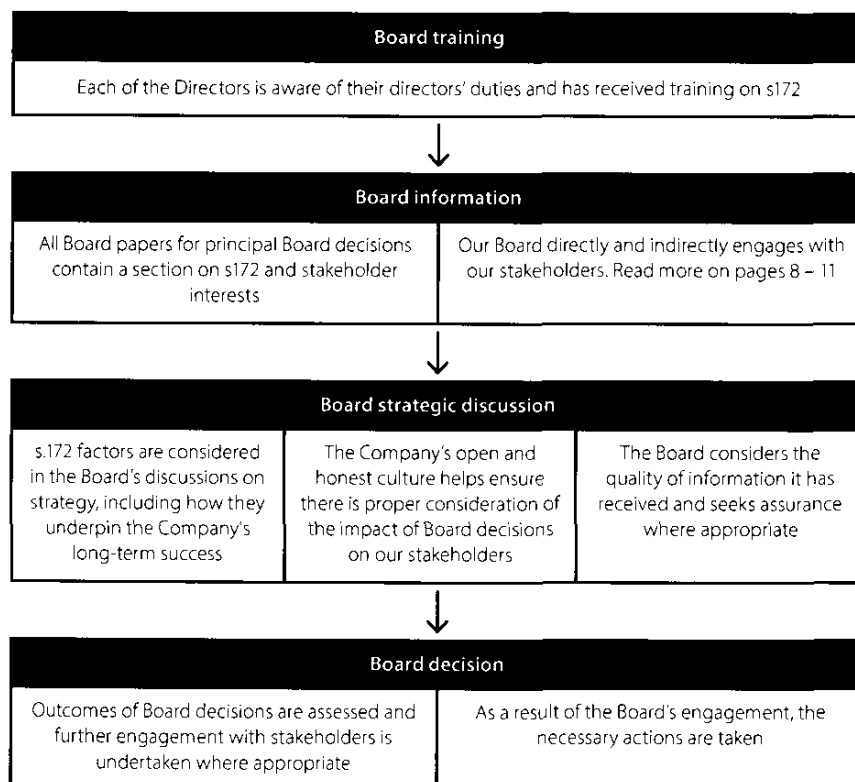 Board training
Each of the Directors is aware of their directors' duties and has received training on s172
Board information
All Board papers for principal Board decisions
contain a section on s172 and stakeholder
interests
Our Board directly and indirectly engages with
our stakeholders. Read more on pages 8 – 11
Board strategic discussion
s.172 factors are considered
in the Board's discussions on
strategy, including how they
underpin the Company's
long-term success
The Company's open and
honest culture helps ensure
there is proper consideration of
the impact of Board decisions
on our stakeholders
The Board considers the
quality of information it has
received and seeks assurance
where appropriate
Board decision
Outcomes of Board decisions are assessed and
further engagement with stakeholders is
undertaken where appropriate
As a result of the Board's engagement, the
necessary actions are taken